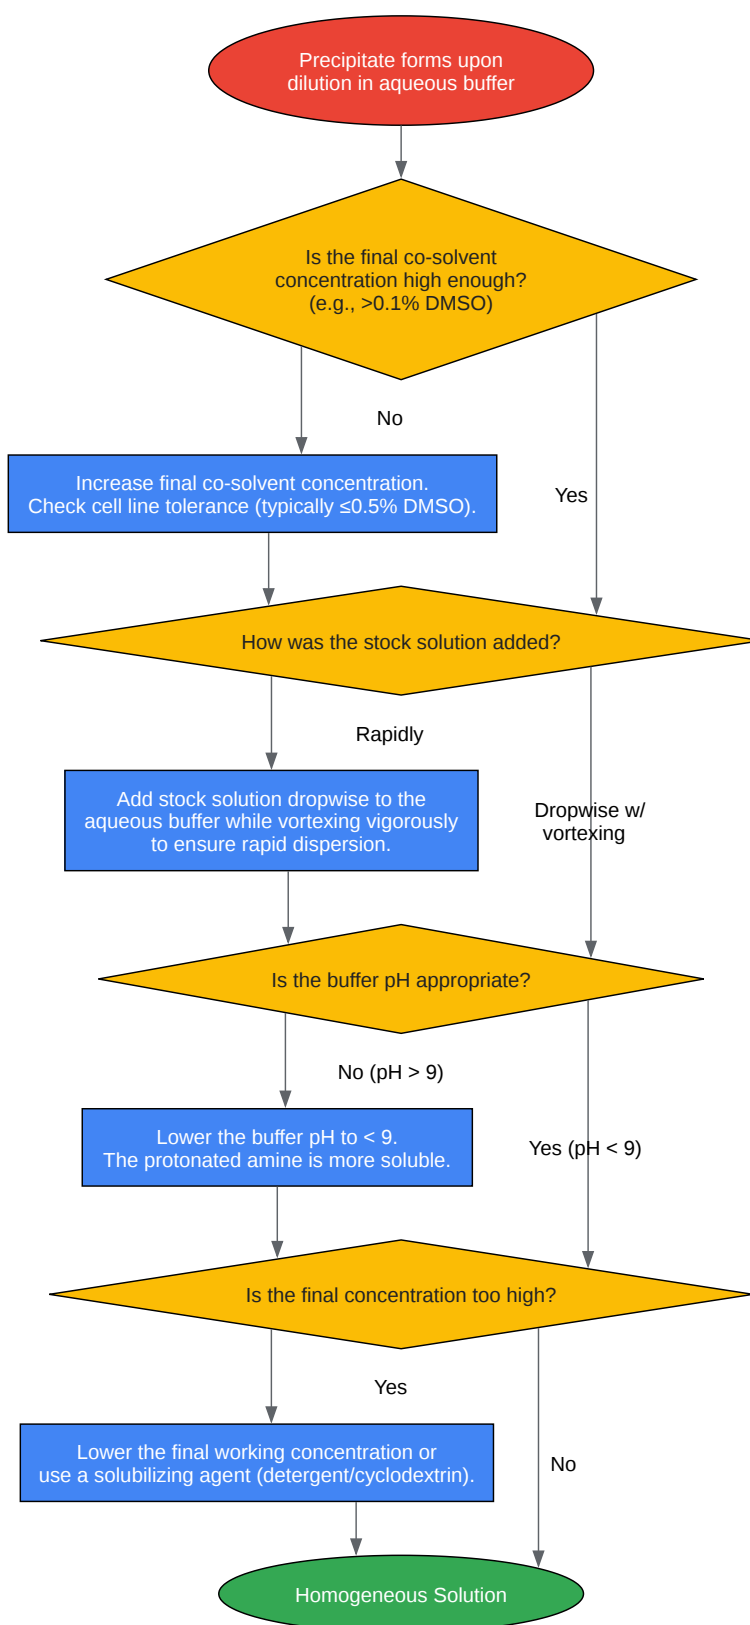 Precipitate forms upon
dilution in aqueous buffer
Is the final co-solvent
concentration high enough?
(e.g., >0.1% DMSO)
No
Yes
Increase final co-solvent concentration.
Check cell line tolerance (typically ≤0.5% DMSO).
How was the stock solution added?
Rapidly
Dropwise w/
vortexing
Add stock solution dropwise to the
aqueous buffer while vortexing vigorously
to ensure rapid dispersion.
Is the buffer pH appropriate?
No (pH > 9)
Yes (pH < 9)
Lower the buffer pH to < 9.
The protonated amine is more soluble.
Is the final concentration too high?
Yes
No
Lower the final working concentration or
use a solubilizing agent (detergent/cyclodextrin).
Homogeneous Solution